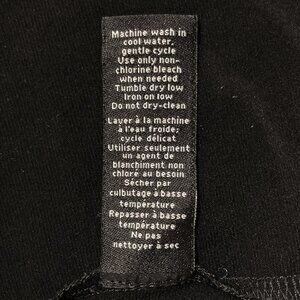 Machine wash in
cool water,
gentle cycle
Use only non-
chlorine bleach
when needed
Tumble dry low
Iron on low
Do not dry-clean
Laver à la machine
à l'eau froide;
cycle délicat
Utiliser seulement
un agent de
blanchiment non
chloré au besoin
Sécher par
culbutage à basse
température
Repasser à basse
température
Ne pas
nettoyer à sec